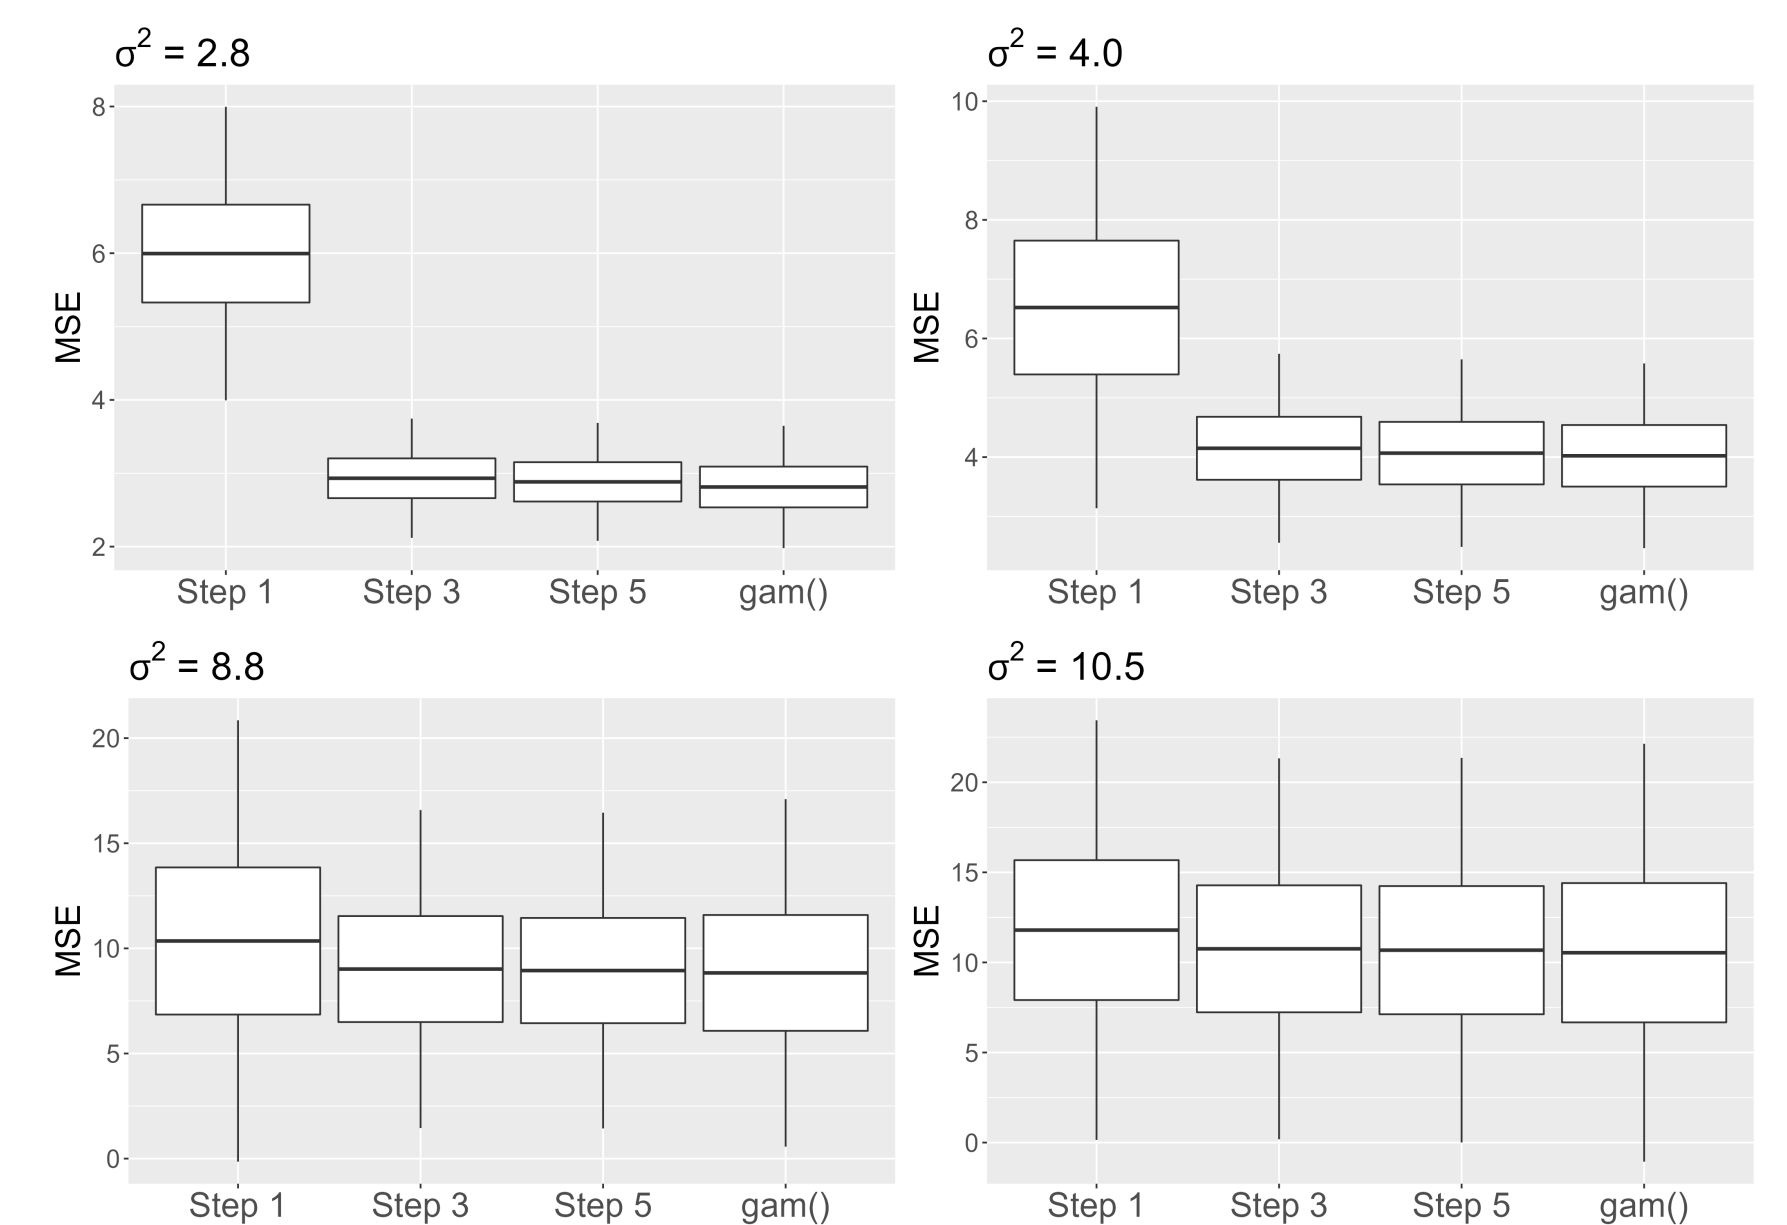 σ² = 2.8
MSE
8
6
4
2
Step 1 Step 3 Step 5 gam()
σ² = 4.0
MSE
10
8
6
4
Step 1 Step 3 Step 5 gam()
σ² = 8.8
MSE
20
15
10
5
0
Step 1 Step 3 Step 5 gam()
σ² = 10.5
MSE
20
15
10
5
0
Step 1 Step 3 Step 5 gam()